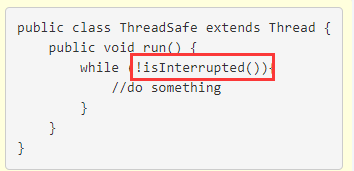 public class ThreadSafe extends Thread {
    public void run() {
        while (!isInterrupted()){
            //do something
        }
    }
}